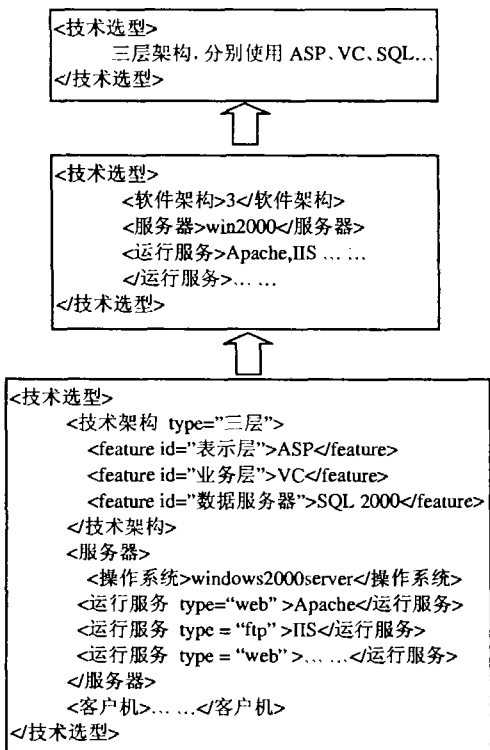 <技术选型>
三层架构,分别使用 ASP、VC、SQL…
</技术选型>
<技术选型>
<软件架构>3</软件架构>
<服务器>win2000</服务器>
<运行服务>Apache,IIS … …
</运行服务>… …
</技术选型>
<技术选型>
<技术架构 type=”三层”>
<feature id=”表示层”>ASP</feature>
<feature id=”业务层”>VC</feature>
<feature id=”数据服务器”>SQL 2000</feature>
</技术架构>
<服务器>
<操作系统>windows2000server</操作系统>
<运行服务 type=“web” >Apache</运行服务>
<运行服务 type = “ftp” >IIS</运行服务>
<运行服务 type = “web” >… …</运行服务>
</服务器>
<客户机>… …</客户机>
</技术选型>